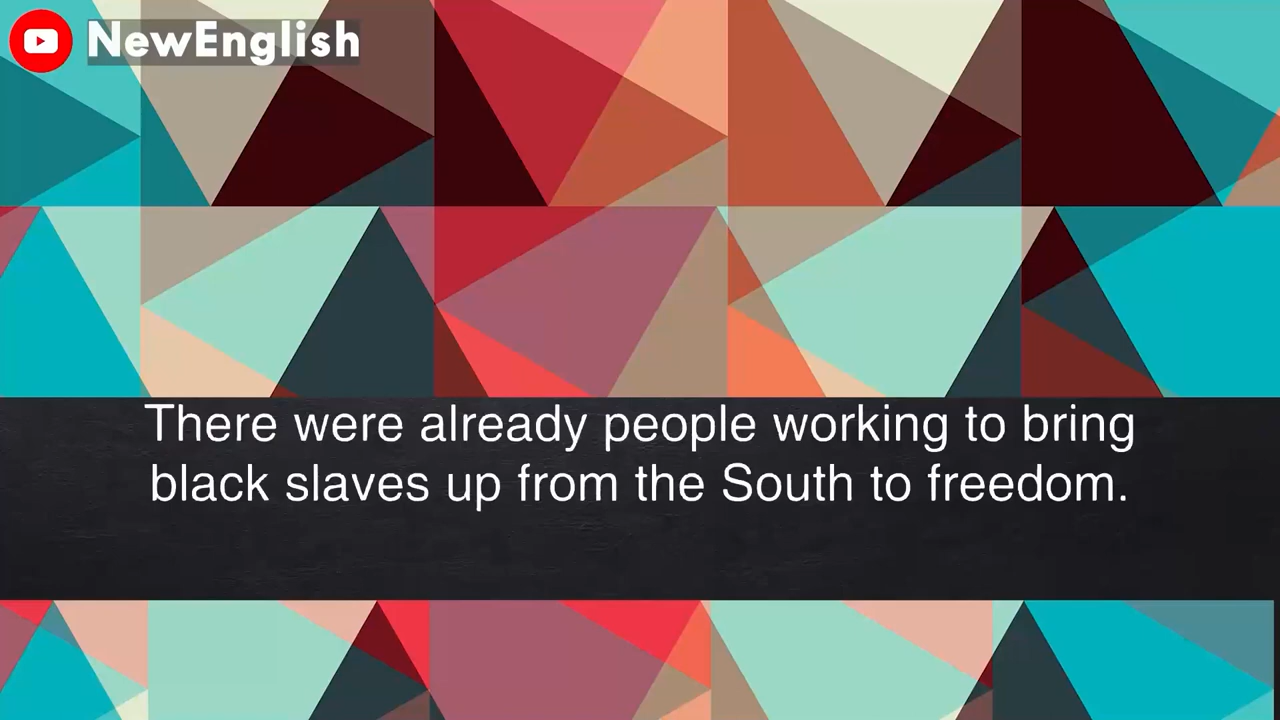 NewEnglish
There were already people working to bring
black slaves up from the South to freedom.